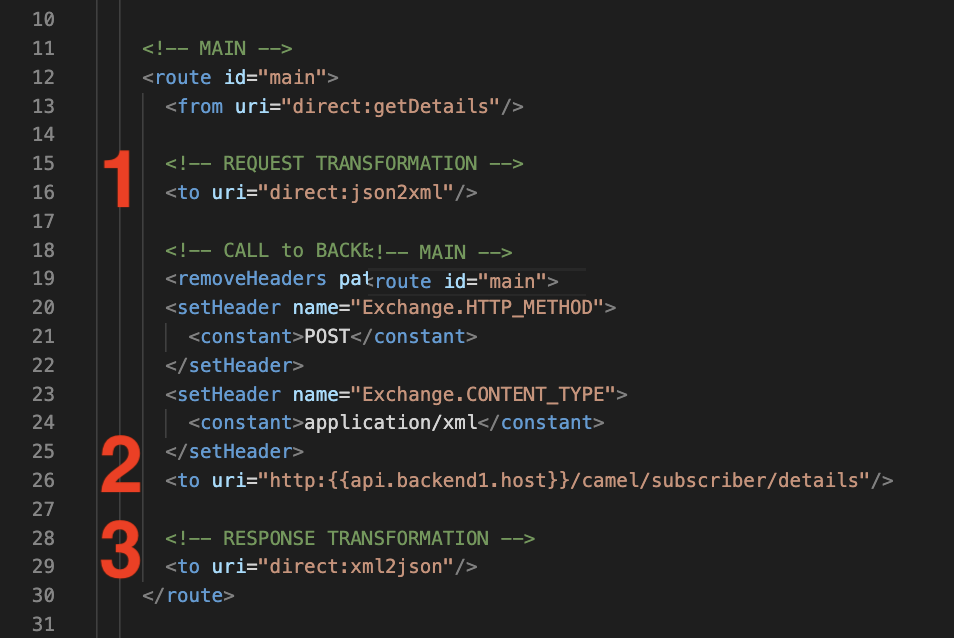 10
11 <!-- MAIN -->
12 <route id="main">
13 <from uri="direct:getDetails"/>
14
15 <!-- REQUEST TRANSFORMATION -->
1
16 <to uri="direct:json2xml"/>
17
18 <!-- CALL to BACKE <!-- MAIN -->
19 <removeHeaders pat <route id="main">
20 <setHeader name="Exchange.HTTP_METHOD">
21 <constant>POST</constant>
22 </setHeader>
23 <setHeader name="Exchange.CONTENT_TYPE">
24 <constant>application/xml</constant>
25 </setHeader>
2
26 <to uri="http:{{api.backend1.host}}/camel/subscriber/details"/>
27
28 <!-- RESPONSE TRANSFORMATION -->
3
29 <to uri="direct:xml2json"/>
30 </route>
31